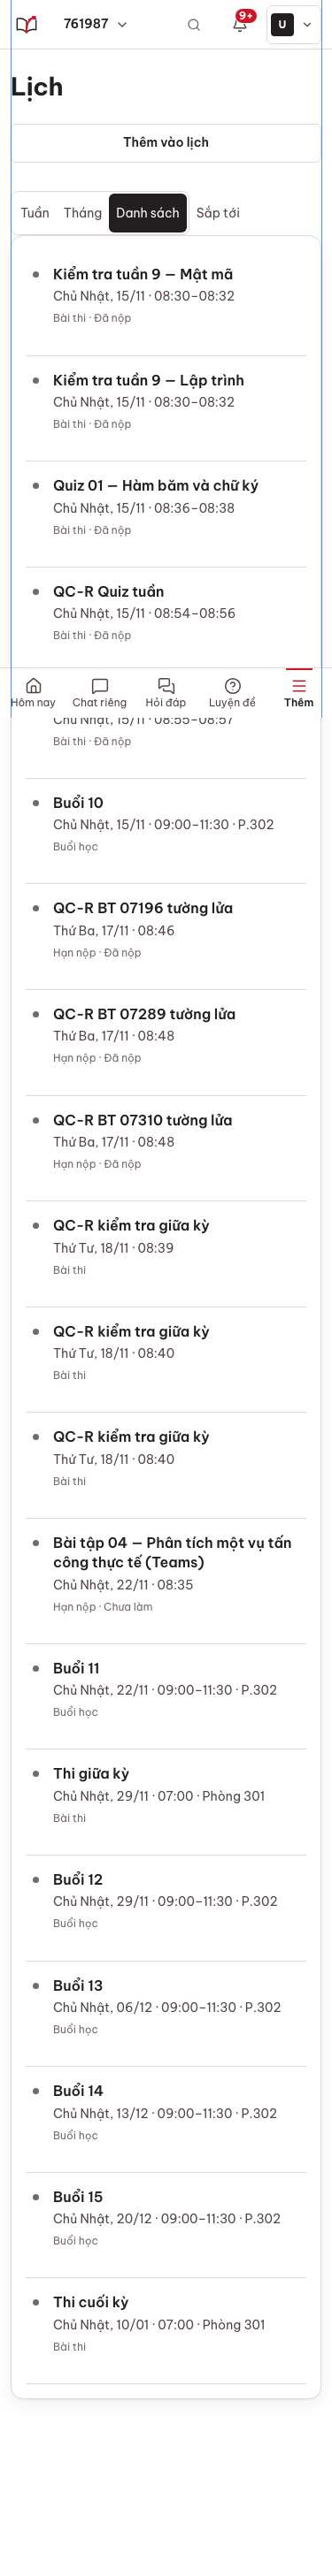 761987
9+
U
Lịch
Thêm vào lịch
Tuần Tháng Danh sách Sắp tới
Kiểm tra tuần 9 — Mật mã
Chủ Nhật, 15/11 · 08:30–08:32
Bài thi · Đã nộp
Kiểm tra tuần 9 — Lập trình
Chủ Nhật, 15/11 · 08:30–08:32
Bài thi · Đã nộp
Quiz 01 — Hàm băm và chữ ký
Chủ Nhật, 15/11 · 08:36–08:38
Bài thi · Đã nộp
QC-R Quiz tuần
Chủ Nhật, 15/11 · 08:54–08:56
Bài thi · Đã nộp
Hôm nay Chat riêng Hỏi đáp Luyện đề Thêm
Chủ Nhật, 15/11 · 08:55–08:57
Bài thi · Đã nộp
Buổi 10
Chủ Nhật, 15/11 · 09:00–11:30 · P.302
Buổi học
QC-R BT 07196 tường lửa
Thứ Ba, 17/11 · 08:46
Hạn nộp · Đã nộp
QC-R BT 07289 tường lửa
Thứ Ba, 17/11 · 08:48
Hạn nộp · Đã nộp
QC-R BT 07310 tường lửa
Thứ Ba, 17/11 · 08:48
Hạn nộp · Đã nộp
QC-R kiểm tra giữa kỳ
Thứ Tư, 18/11 · 08:39
Bài thi
QC-R kiểm tra giữa kỳ
Thứ Tư, 18/11 · 08:40
Bài thi
QC-R kiểm tra giữa kỳ
Thứ Tư, 18/11 · 08:40
Bài thi
Bài tập 04 — Phân tích một vụ tấn
công thực tế (Teams)
Chủ Nhật, 22/11 · 08:35
Hạn nộp · Chưa làm
Buổi 11
Chủ Nhật, 22/11 · 09:00–11:30 · P.302
Buổi học
Thi giữa kỳ
Chủ Nhật, 29/11 · 07:00 · Phòng 301
Bài thi
Buổi 12
Chủ Nhật, 29/11 · 09:00–11:30 · P.302
Buổi học
Buổi 13
Chủ Nhật, 06/12 · 09:00–11:30 · P.302
Buổi học
Buổi 14
Chủ Nhật, 13/12 · 09:00–11:30 · P.302
Buổi học
Buổi 15
Chủ Nhật, 20/12 · 09:00–11:30 · P.302
Buổi học
Thi cuối kỳ
Chủ Nhật, 10/01 · 07:00 · Phòng 301
Bài thi